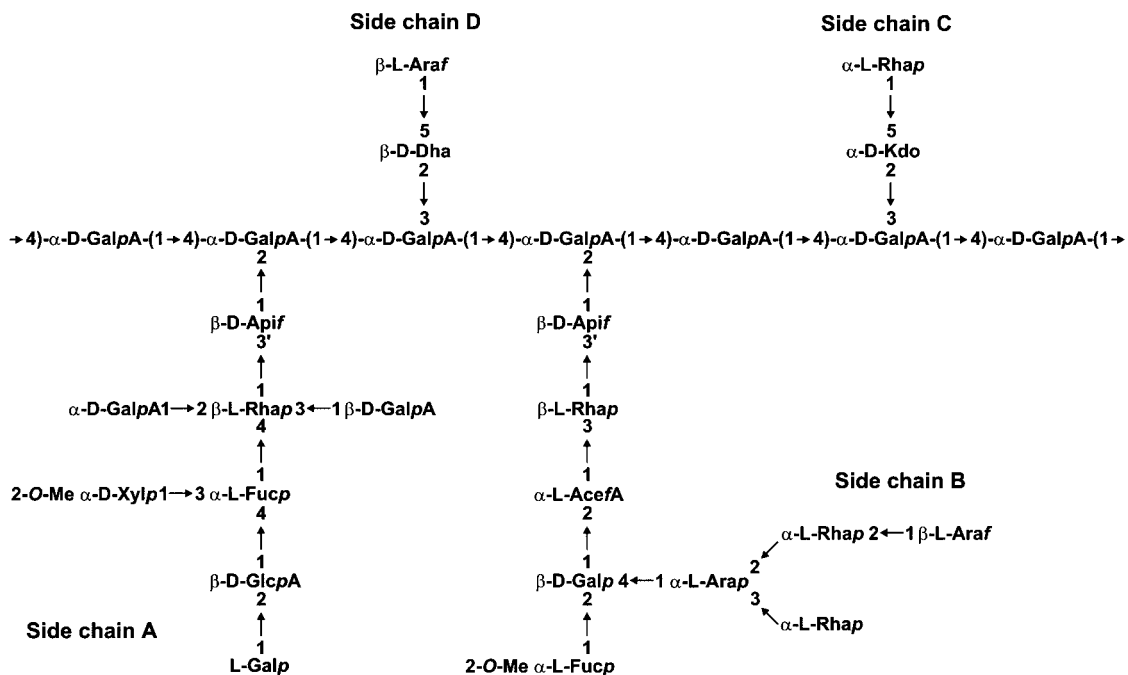 Side chain D Side chain C
β-L-Araf α-L-Rhap
1 1
5 5
β-D-Dha α-D-Kdo
2 2
3 3
→ 4)-α-D-GalpA-(1→ 4)-α-D-GalpA-(1→ 4)-α-D-GalpA-(1→ 4)-α-D-GalpA-(1→ 4)-α-D-GalpA-(1→ 4)-α-D-GalpA-(1→ 4)-α-D-GalpA-(1→
2 2
1 1
β-D-Apif β-D-Apif
3' 3'
1 1
α-D-GalpA1→2 β-L-Rhap 3←1 β-D-GalpA β-L-Rhap
4 3
1 1
2-O-Me α-D-Xylp1→3 α-L-Fucp α-L-AcefA
4 2
Side chain B
α-L-Rhap 2←1 β-L-Araf
1 1 2
β-D-GlcpA β-D-Galp 4←1 α-L-Arap
2 2 3
Side chain A α-L-Rhap
1 1
L-Galp 2-O-Me α-L-Fucp